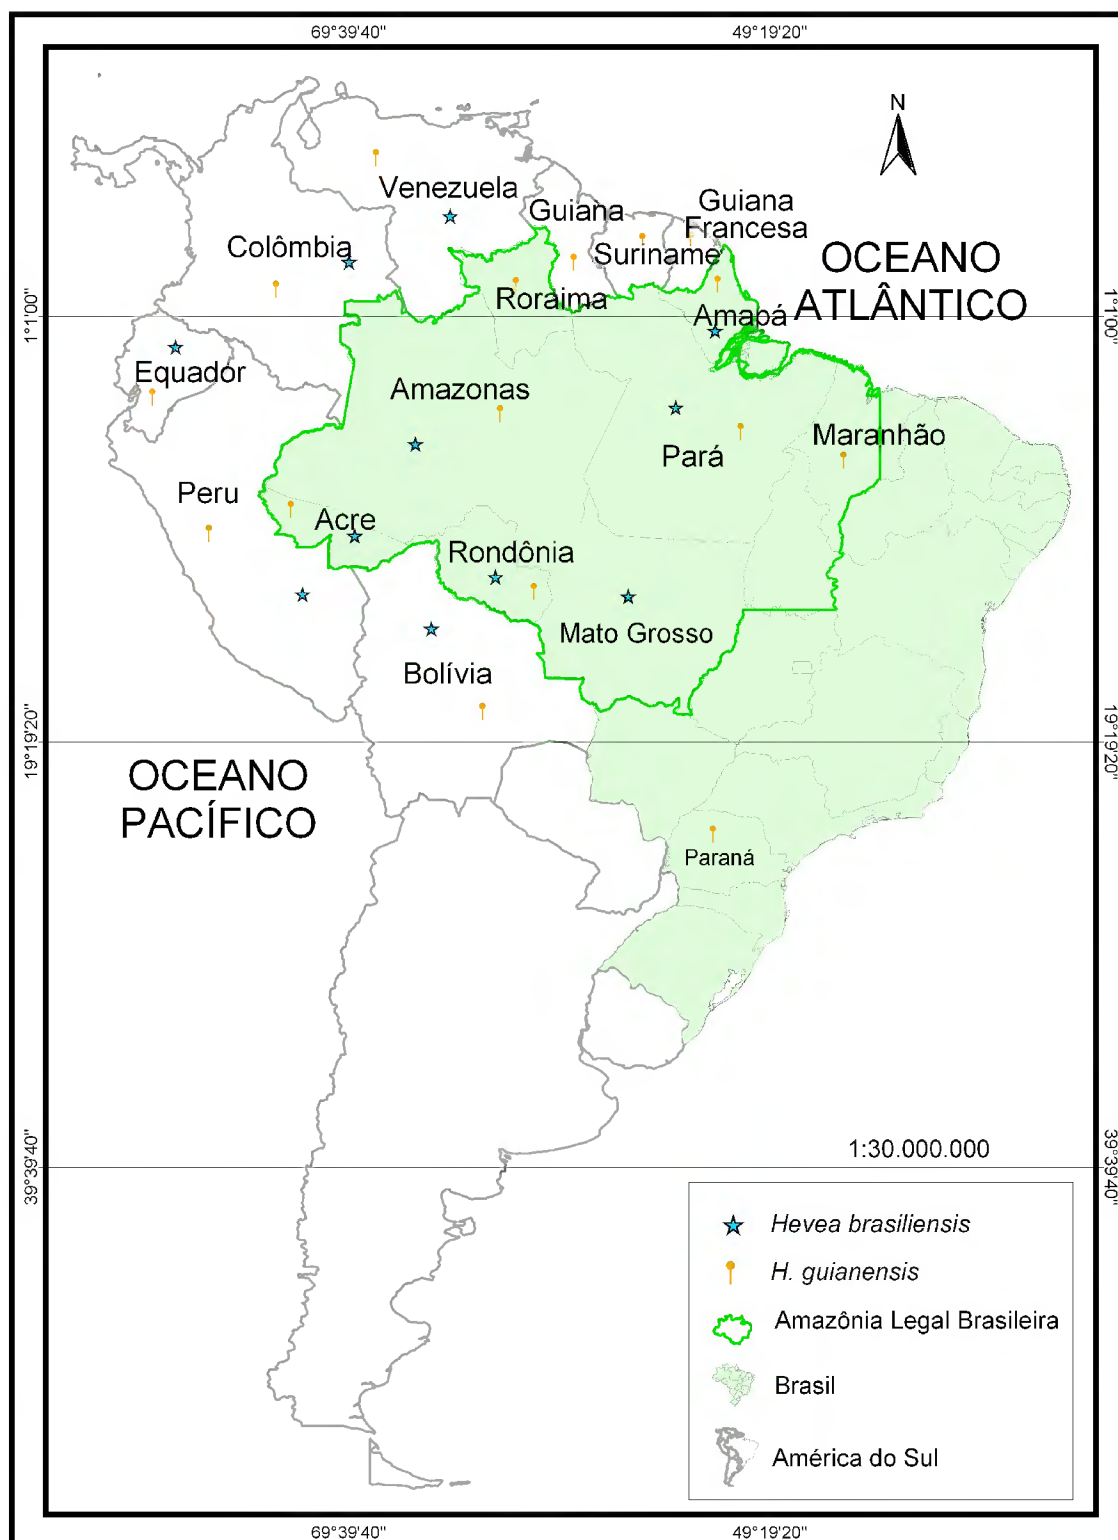 69°39'40"
49°19'20"
N
Venezuela
Guiana
Guiana
Francesa
Colômbia
Suriname
OCEANO
ATLÂNTICO
Roraima
Amapá
1°1'00"
1°1'00"
Equador
Amazonas
Maranhão
Pará
Peru
Acre
Rondônia
Mato Grosso
Bolívia
19°19'20"
19°19'20"
OCEANO
PACÍFICO
Paraná
1:30.000.000
39°39'40"
39°39'40"
Hevea brasiliensis
H. guianensis
Amazônia Legal Brasileira
Brasil
América do Sul
69°39'40"
49°19'20"